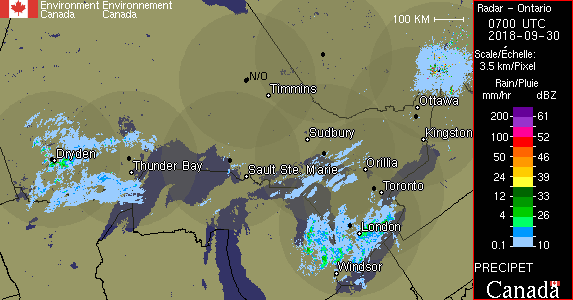 Environment Environnement
Canada Canada
100 KM
N/O
Timmins
Ottawa
Sudbury
Kingston
Dryden
Thunder Bay
Sault Ste. Marie
Orillia
Toronto
London
Windsor
Radar - Ontario
0700 UTC
2018-09-30
Scale/Échelle:
3.5 km/Pixel
Rain/Pluie
mm/hr dBZ
200 61
100 52
50 46
24 39
12 33
4 26
0.1 10
PRECIPET
Canada